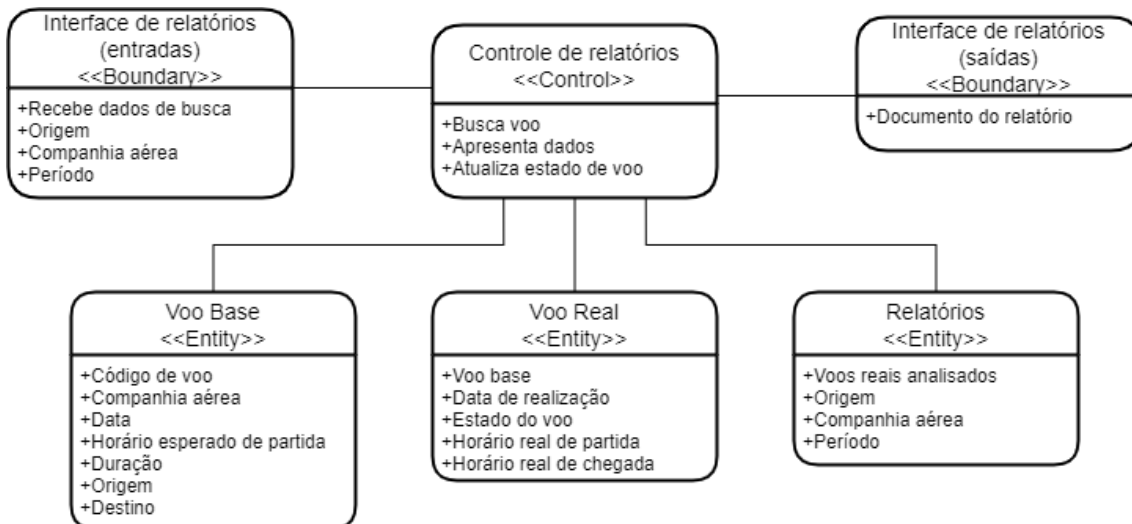 Interface de relatórios
(entradas)
<<Boundary>>
+Recebe dados de busca
+Origem
+Companhia aérea
+Período
Controle de relatórios
<<Control>>
+Busca voo
+Apresenta dados
+Atualiza estado de voo
Interface de relatórios
(saídas)
<<Boundary>>
+Documento do relatório
Voo Base
<<Entity>>
+Código de voo
+Companhia aérea
+Data
+Horário esperado de partida
+Duração
+Origem
+Destino
Voo Real
<<Entity>>
+Voo base
+Data de realização
+Estado do voo
+Horário real de partida
+Horário real de chegada
Relatórios
<<Entity>>
+Voos reais analisados
+Origem
+Companhia aérea
+Período